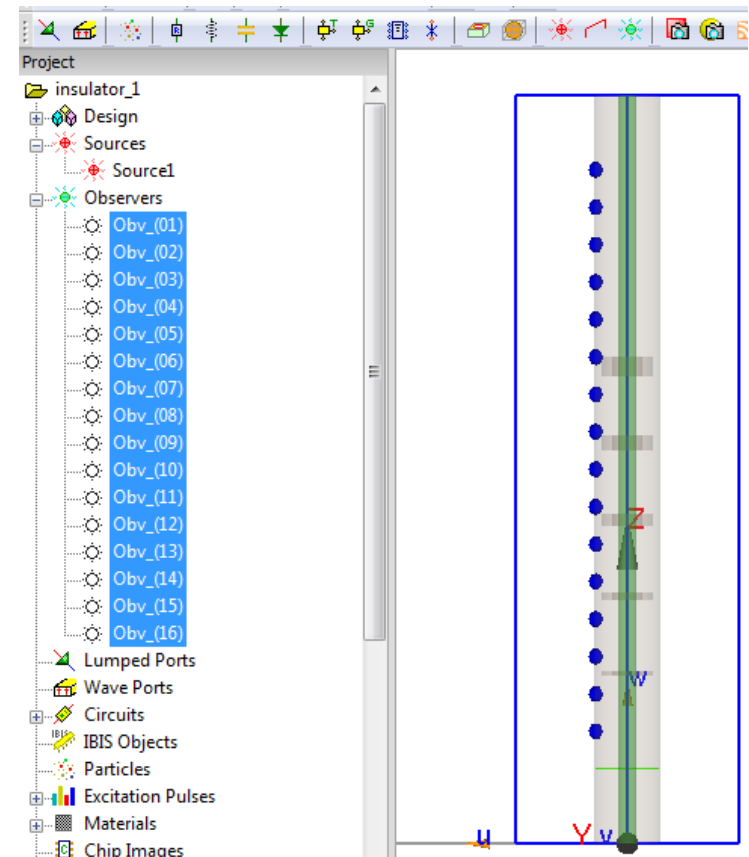 R
T
G
Project
insulator_1
Design
Sources
Source1
Observers
Obv_(01)
Obv_(02)
Obv_(03)
Obv_(04)
Obv_(05)
Obv_(06)
Obv_(07)
Obv_(08)
Obv_(09)
Obv_(10)
Obv_(11)
Obv_(12)
Obv_(13)
Obv_(14)
Obv_(15)
Obv_(16)
Lumped Ports
Wave Ports
Circuits
IBIS Objects
Particles
Excitation Pulses
Materials
Chip Images
Z
w
u
Y v